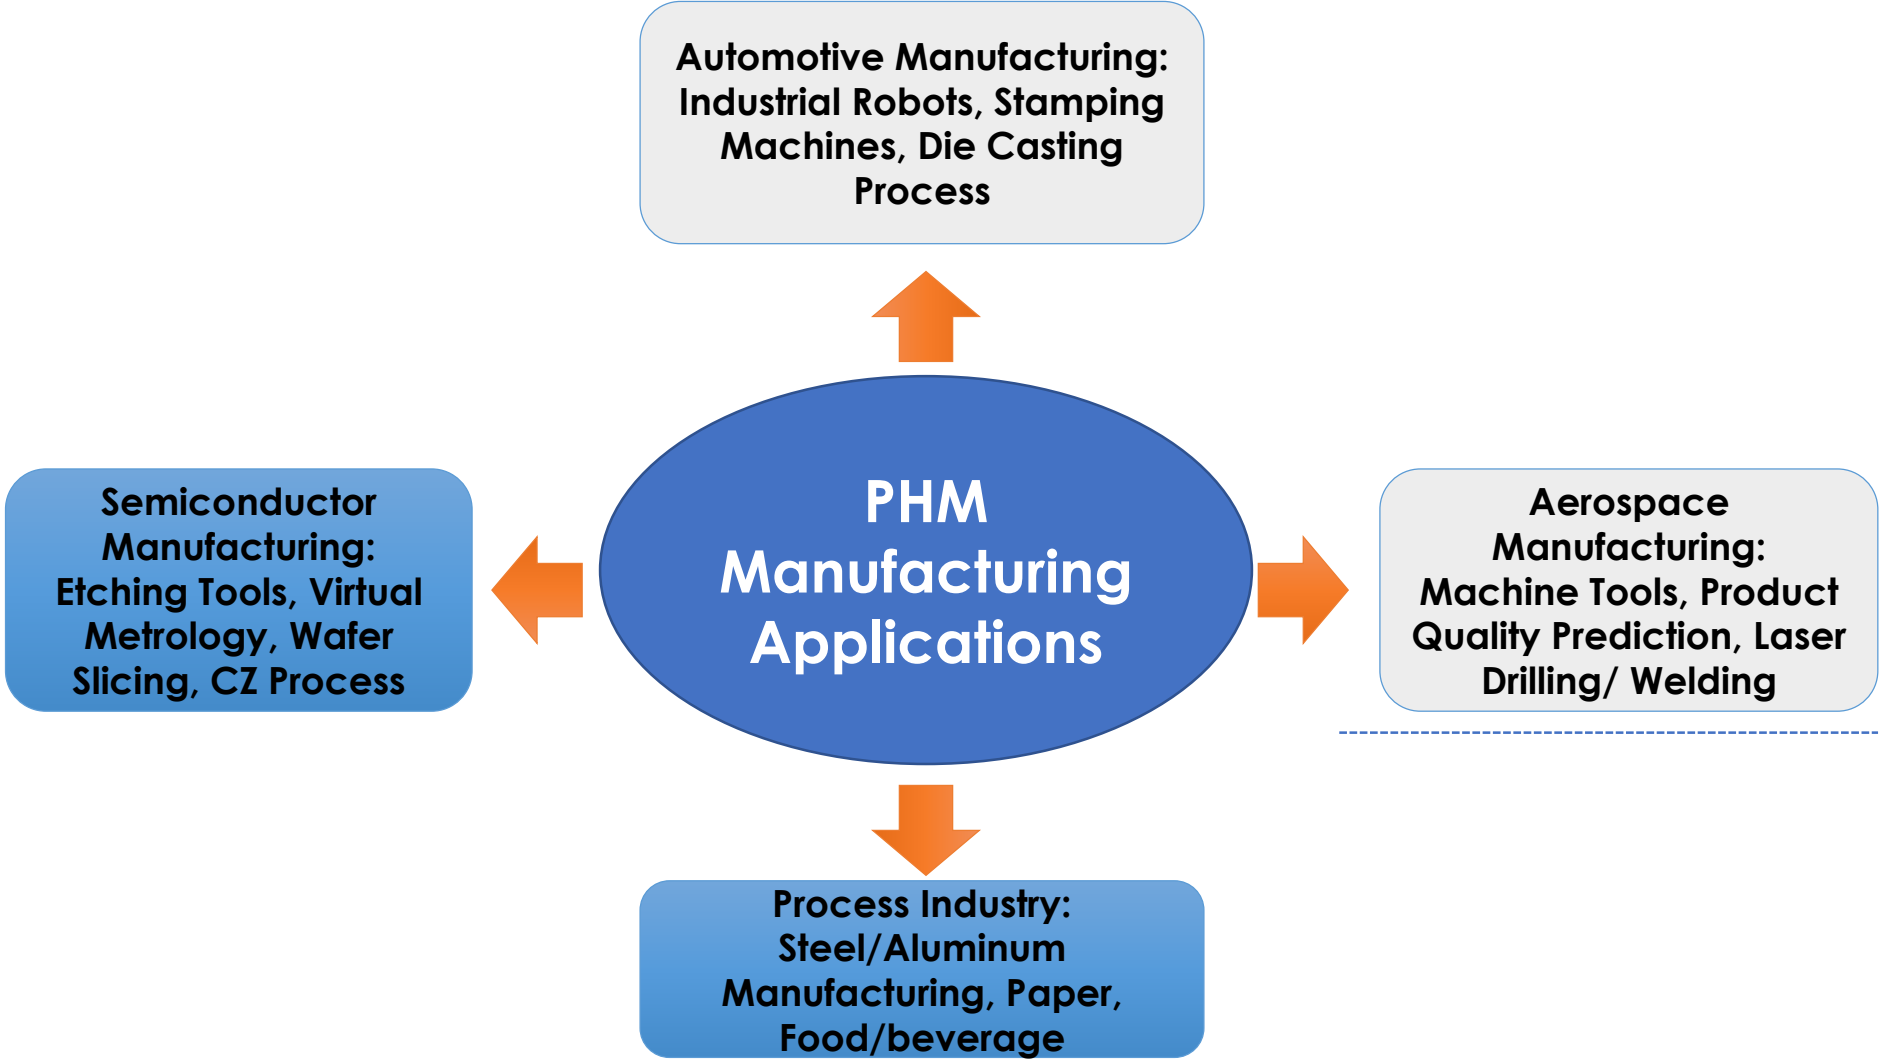 Automotive Manufacturing:
Industrial Robots, Stamping
Machines, Die Casting
Process
PHM
Manufacturing
Applications
Semiconductor
Manufacturing:
Etching Tools, Virtual
Metrology, Wafer
Slicing, CZ Process
Aerospace
Manufacturing:
Machine Tools, Product
Quality Prediction, Laser
Drilling/ Welding
Process Industry:
Steel/Aluminum
Manufacturing, Paper,
Food/beverage